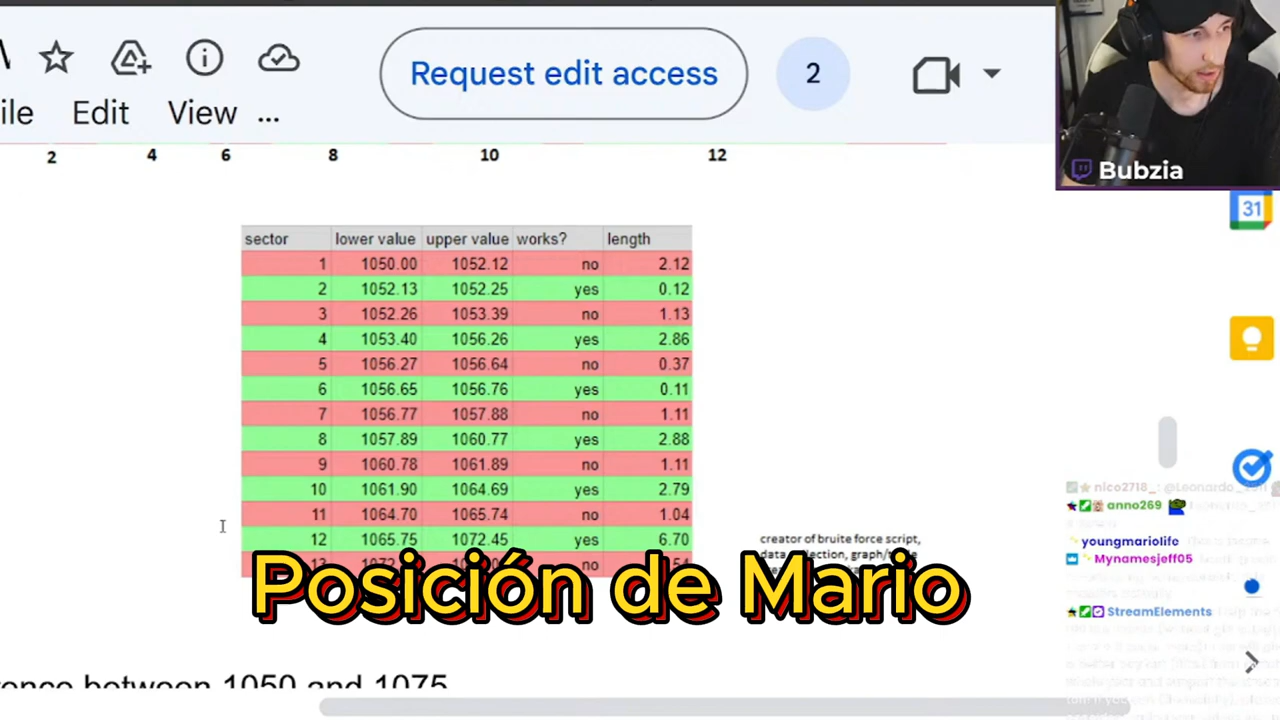 Request edit access
2
ile Edit View ...
2 4 6 8 10 12
Bubzia
31
sector lower value upper value works? length
1 1050.00 1052.12 no 2.12
2 1052.13 1052.25 yes 0.12
3 1052.26 1053.39 no 1.13
4 1053.40 1056.26 yes 2.86
5 1056.27 1056.64 no 0.37
6 1056.65 1056.76 yes 0.11
7 1056.77 1057.88 no 1.11
8 1057.89 1060.77 yes 2.88
9 1060.78 1061.89 no 1.11
10 1061.90 1064.69 yes 2.79
11 1064.70 1065.74 no 1.04
12 1065.75 1072.45 yes 6.70
no
creator of bruite force script,
Posición de Mario
between 1050 and 1075
nico2718_:
anno269
youngmariolife
Mynamesjeff05
StreamElements